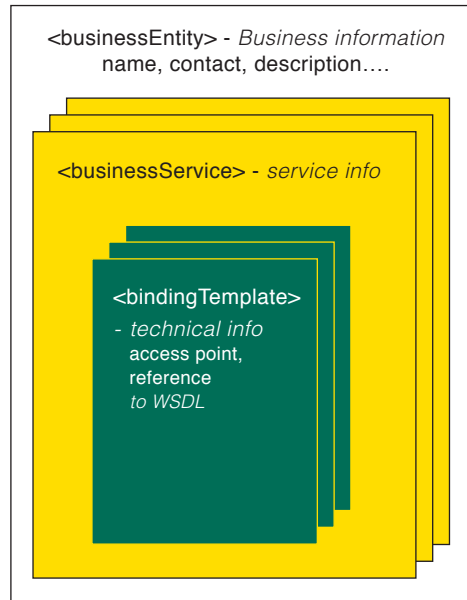 <businessEntity> - Business information
name, contact, description....
<businessService> - service info
<bindingTemplate>
- technical info
access point,
reference
to WSDL